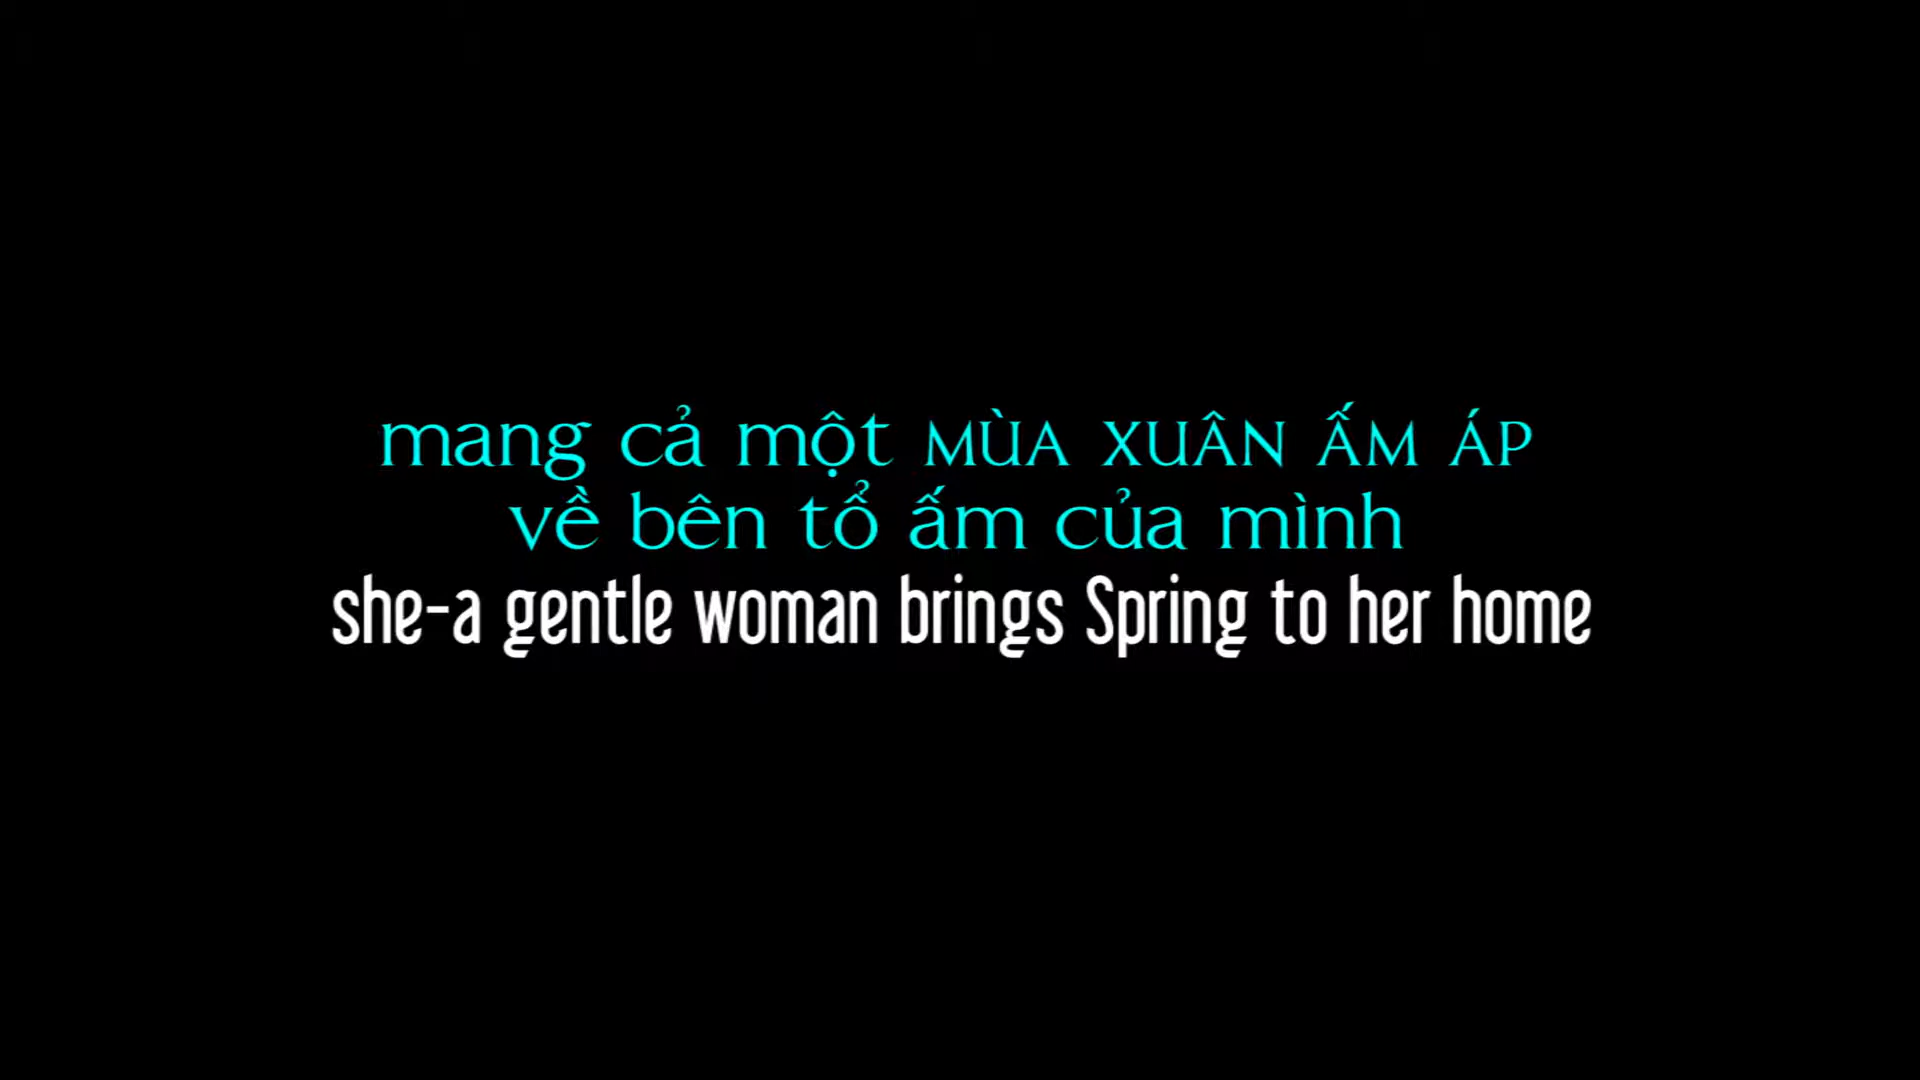 mang cả một MÙA XUÂN ẤM ÁP
về bên tổ ấm của mình
she-a gentle woman brings Spring to her home